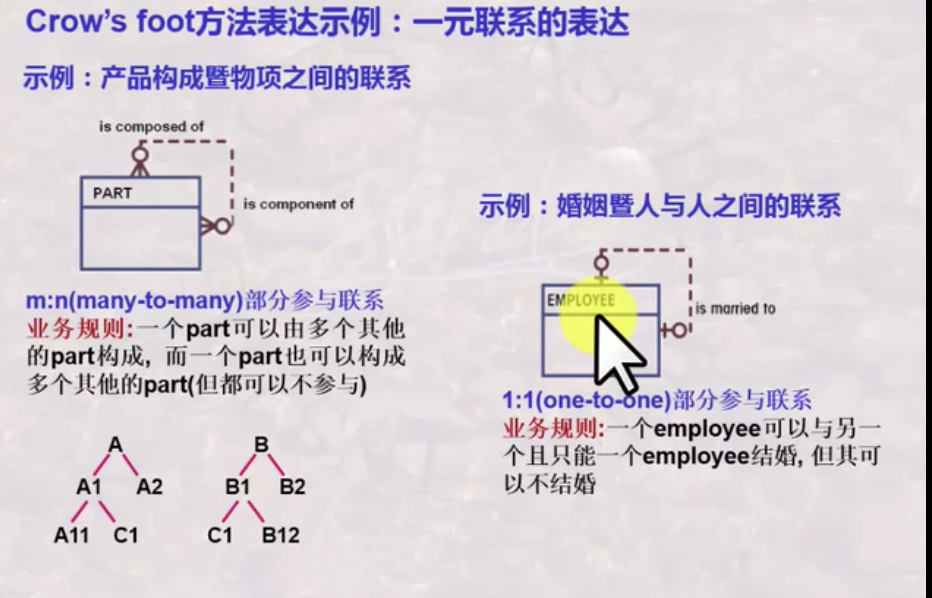 Crow’s foot方法表达示例：一元联系的表达
示例：产品构成暨物项之间的联系
is composed of
PART
is component of
m:n(many-to-many)部分参与联系
业务规则:一个part可以由多个其他
的part构成, 而一个part也可以构成
多个其他的part(但都可以不参与)
A
A1
A2
A11
C1
B
B1
B2
C1
B12
示例：婚姻暨人与人之间的联系
EMPLOYEE
is married to
1:1(one-to-one)部分参与联系
业务规则:一个employee可以与另一
个且只能一个employee结婚, 但其可
以不结婚